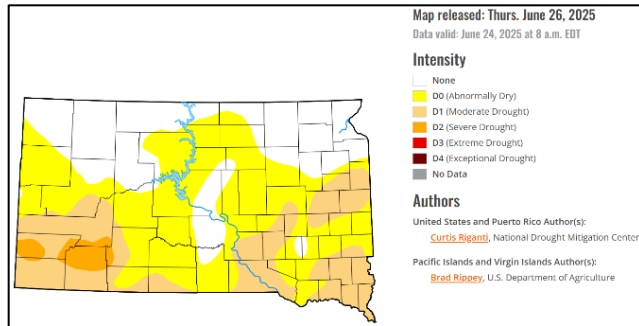 Map released: Thurs. June 26, 2025
Data valid: June 24, 2025 at 8 a.m. EDT
Intensity
None
D0 (Abnormally Dry)
D1 (Moderate Drought)
D2 (Severe Drought)
D3 (Extreme Drought)
D4 (Exceptional Drought)
No Data
Authors
United States and Puerto Rico Author(s):
Curtis Riganti, National Drought Mitigation Center
Pacific Islands and Virgin Islands Author(s):
Brad Rippey, U.S. Department of Agriculture